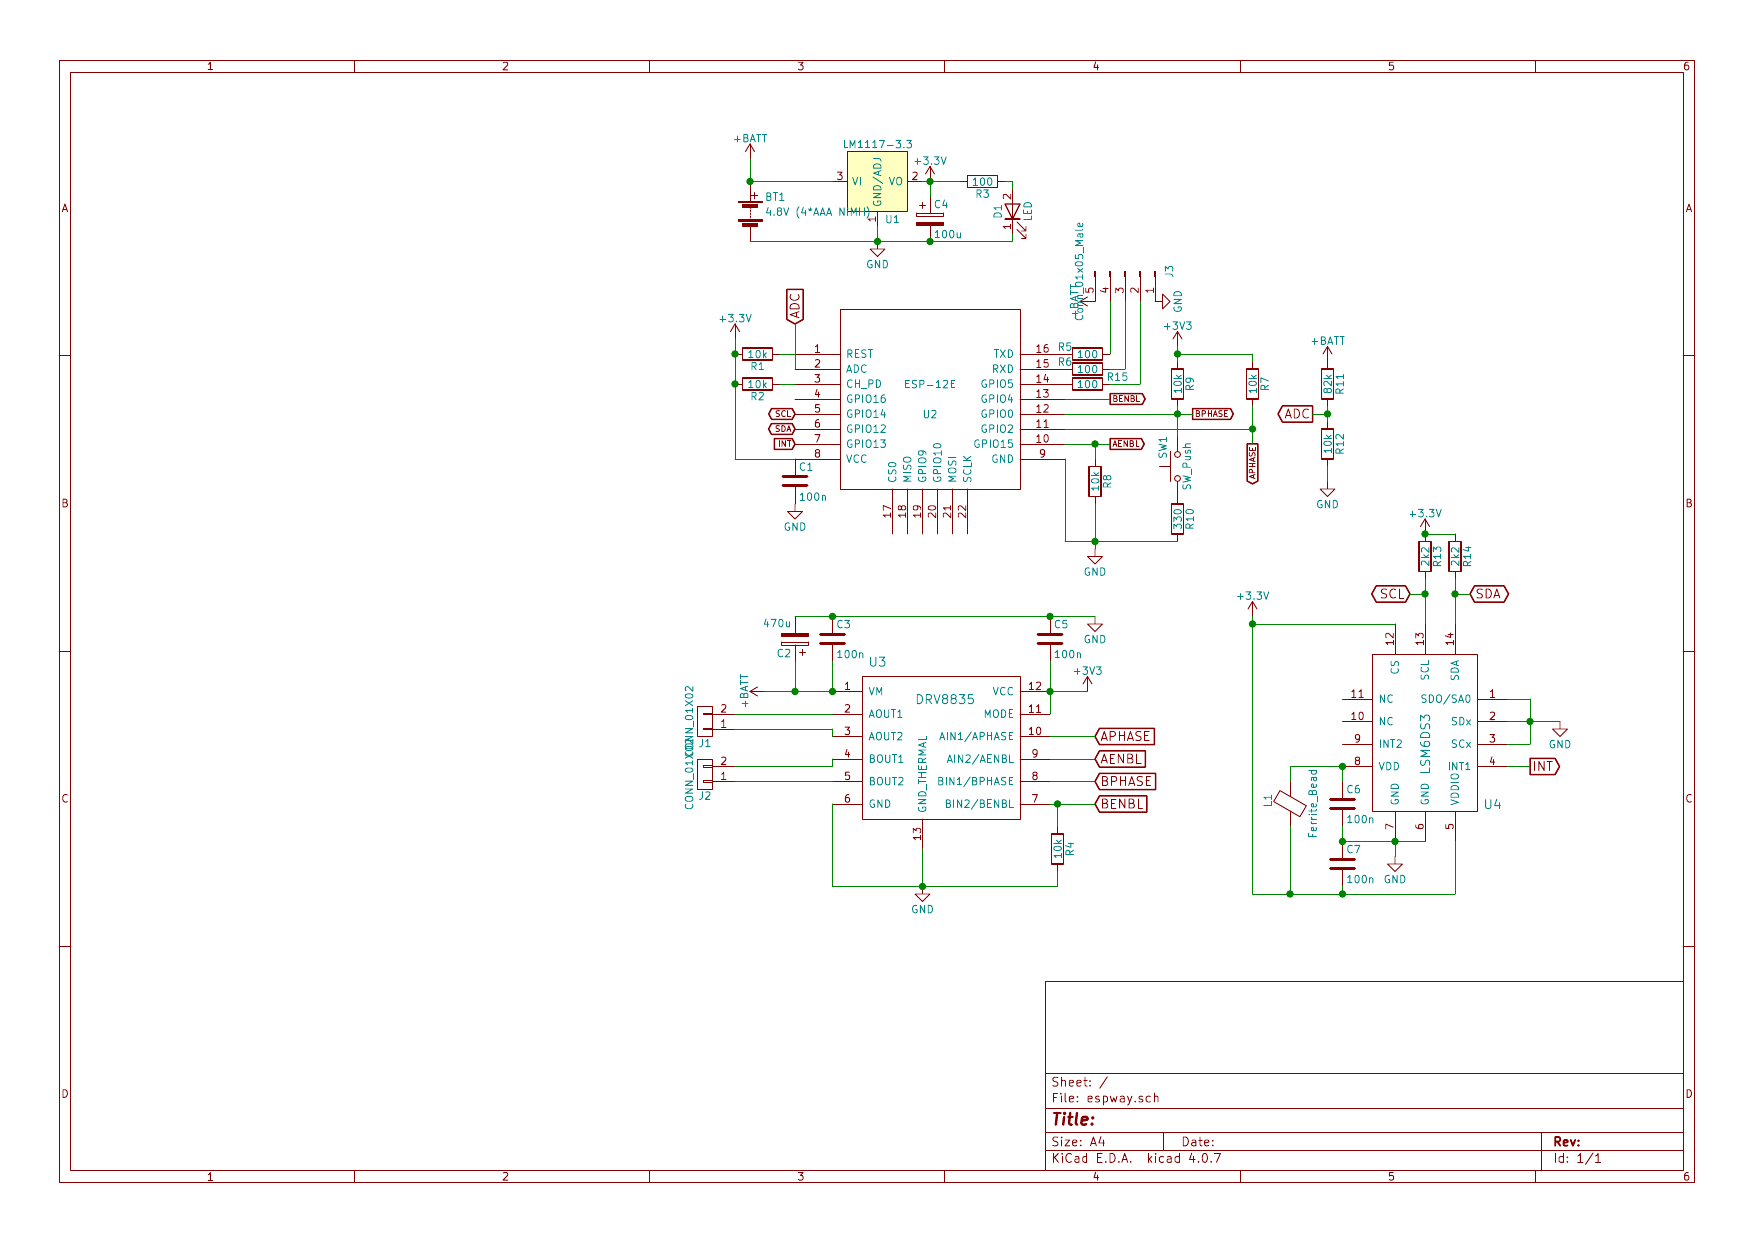 1 2 3 4 5 6
A
B
C
D
A
B
C
D
1 2 3 4 5 6
+BATT
BT1
4.8V (4*AAA NiMH)
LM1117-3.3
3 VI
GND/ADJ
VO 2
1
U1
+3.3V
C4
100u
100
R3
D1
LED
2
1
GND
Conn_01x05_Male
J3
+BATT
5
4
3
2
1
GND
ADC
+3.3V
10k
R1
10k
R2
SCL
SDA
INT
1 REST
2 ADC
3 CH_PD
4 GPIO16
5 GPIO14
6 GPIO12
7 GPIO13
8 VCC
ESP-12E
U2
TXD 16
RXD 15
GPIO5 14
GPIO4 13
GPIO0 12
GPIO2 11
GPIO15 10
GND 9
CS0
MISO
GPIO9
GPIO10
MOSI
SCLK
17
18
19
20
21
22
C1
100n
GND
R5
100
R6
100
100
R15
BENBL
BPHASE
AENBL
APHASE
+3V3
10k
R9
10k
R7
10k
R8
SW1
SW_Push
330
R10
GND
+BATT
82k
R11
ADC
10k
R12
GND
470u
C2
C3
100n
C5
100n
GND
+BATT
+3V3
U3
DRV8835
1 VM
2 AOUT1
3 AOUT2
4 BOUT1
5 BOUT2
6 GND
GND_THERMAL
13
VCC 12
MODE 11
AIN1/APHASE 10
AIN2/AENBL 9
BIN1/BPHASE 8
BIN2/BENBL 7
APHASE
AENBL
BPHASE
BENBL
10k
R4
GND
CONN_01X02
2
1
J1
CONN_01X02
2
1
J2
+3.3V
2k2
R13
2k2
R14
SCL
SDA
+3.3V
12
13
14
CS
SCL
SDA
11 NC
10 NC
9 INT2
8 VDD
LSM6DS3
SDO/SA0 1
SDx 2
SCx 3
INT1 4
GND
GND
VDDIO
7
6
5
U4
INT
GND
L1
Ferrite_Bead
C6
100n
C7
100n
GND
Sheet: /
File: espway.sch
Title:
Size: A4 Date: Rev:
KiCad E.D.A. kicad 4.0.7 Id: 1/1